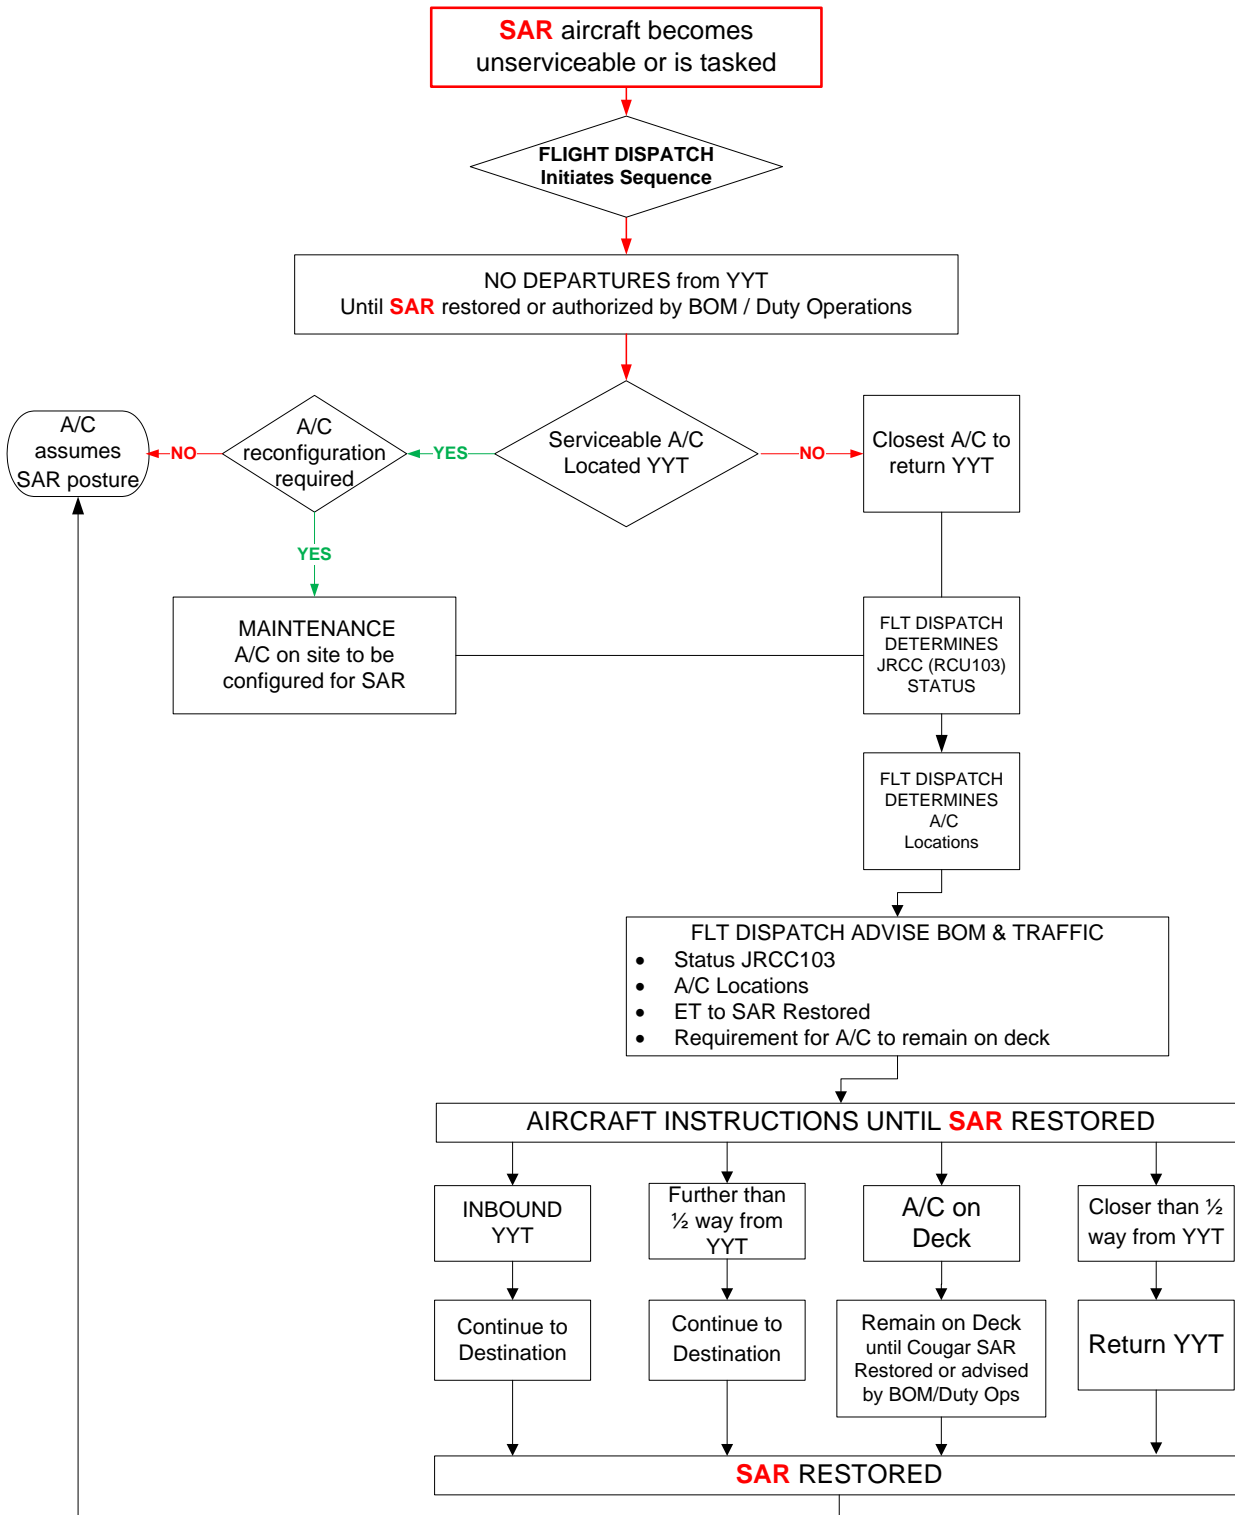 SAR aircraft becomes
unserviceable or is tasked
FLIGHT DISPATCH
Initiates Sequence
NO DEPARTURES from YYT
Until SAR restored or authorized by BOM / Duty Operations
A/C
assumes
SAR posture
NO
A/C
reconfiguration
required
YES
Serviceable A/C
Located YYT
NO
Closest A/C to
return YYT
YES
MAINTENANCE
A/C on site to be
configured for SAR
FLT DISPATCH
DETERMINES
JRCC (RCU103)
STATUS
FLT DISPATCH
DETERMINES
A/C
Locations
FLT DISPATCH ADVISE BOM & TRAFFIC
• Status JRCC103
• A/C Locations
• ET to SAR Restored
• Requirement for A/C to remain on deck
AIRCRAFT INSTRUCTIONS UNTIL SAR RESTORED
INBOUND
YYT
Further than
½ way from
YYT
A/C on
Deck
Closer than ½
way from YYT
Continue to
Destination
Continue to
Destination
Remain on Deck
until Cougar SAR
Restored or advised
by BOM/Duty Ops
Return YYT
SAR RESTORED